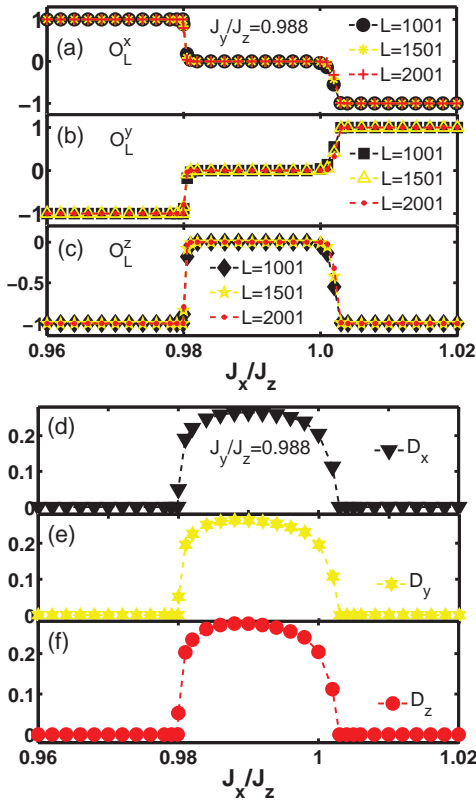 (a) O_L^x J_y/J_z=0.988
L=1001
L=1501
L=2001
1
0
−1
(b) O_L^y
L=1001
L=1501
L=2001
1
0
−1
(c) O_L^z
L=1001
L=1501
L=2001
0
−0.5
−1
0.96 0.98 1.0 1.02
J_x/J_z
(d) J_y/J_z=0.988 D_x
0.2
0.1
0
(e) D_y
0.2
0.1
0
(f) D_z
0.2
0.1
0
0.96 0.98 1 1.02
J_x/J_z